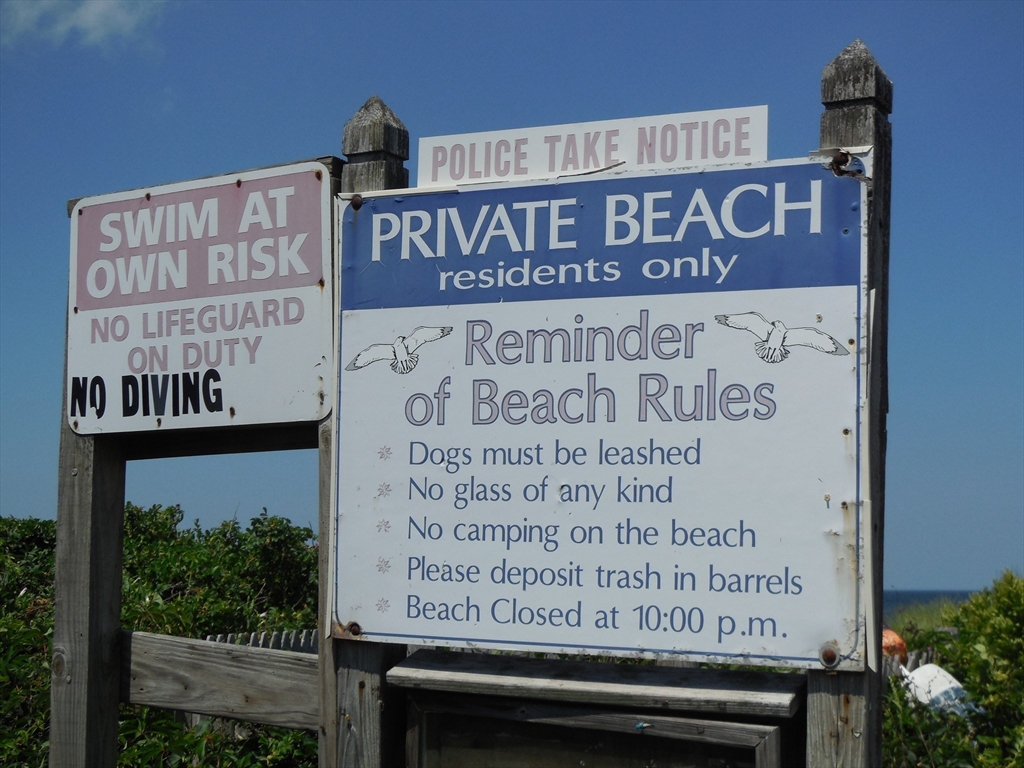 SWIM AT
OWN RISK
NO LIFEGUARD
ON DUTY
NO DIVING
POLICE TAKE NOTICE
PRIVATE BEACH
residents only
Reminder
of Beach Rules
Dogs must be leashed
No glass of any kind
No camping on the beach
Please deposit trash in barrels
Beach Closed at 10:00 p.m.